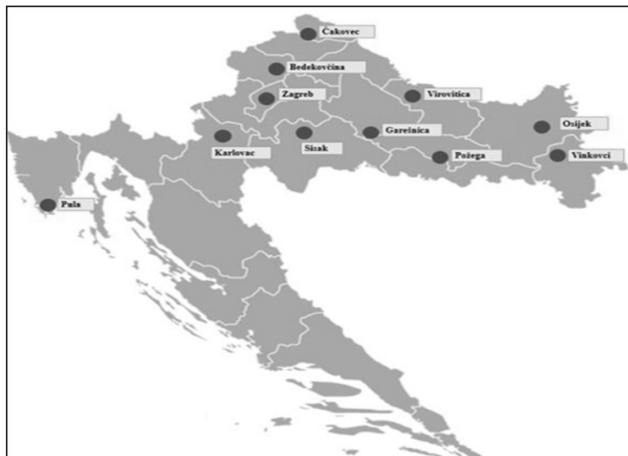 Čakovec
Bedekovčina
Zagreb
Virovitica
Osijek
Karlovac
Sisak
Garešnica
Požega
Vinkovci
Pula